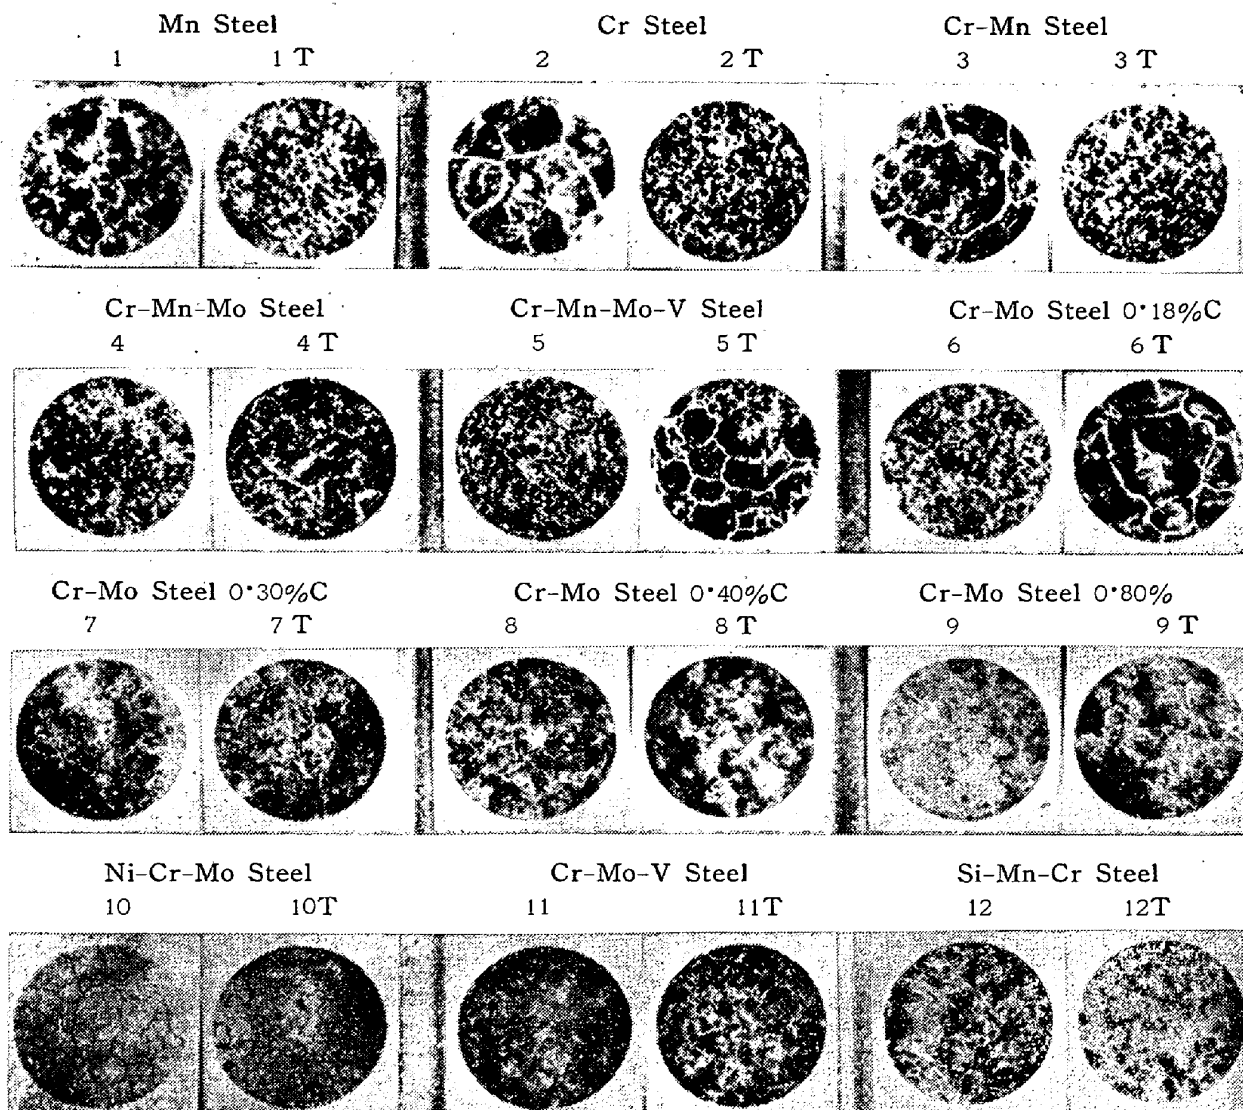 Mn Steel Cr Steel Cr-Mn Steel
1 1 T 2 2 T 3 3 T
Cr-Mn-Mo Steel Cr-Mn-Mo-V Steel Cr-Mo Steel 0·18%C
4 4 T 5 5 T 6 6 T
Cr-Mo Steel 0·30%C Cr-Mo Steel 0·40%C Cr-Mo Steel 0·80%
7 7 T 8 8 T 9 9 T
Ni-Cr-Mo Steel Cr-Mo-V Steel Si-Mn-Cr Steel
10 10T 11 11T 12 12T